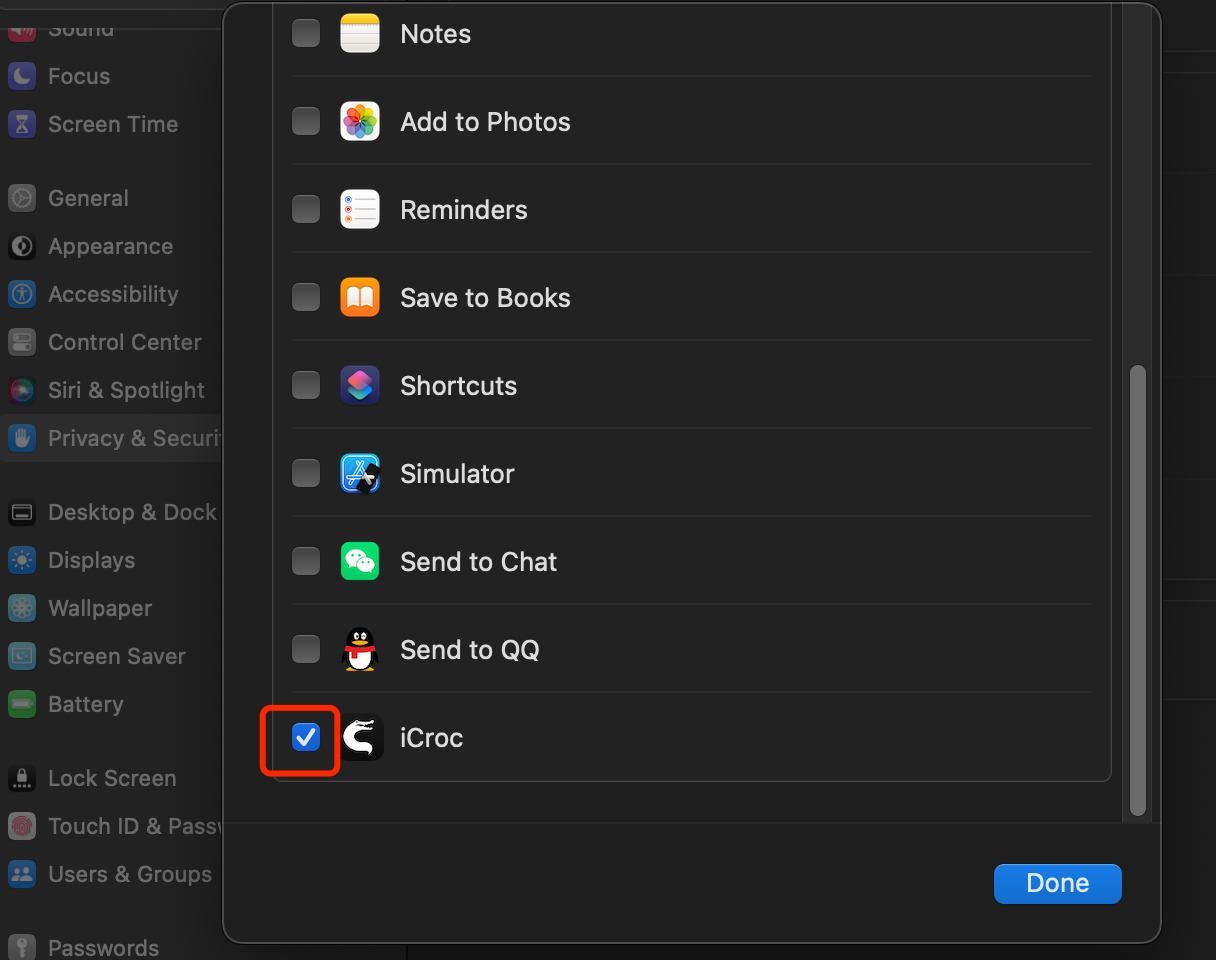 Sound
Focus
Screen Time
General
Appearance
Accessibility
Control Center
Siri & Spotlight
Privacy & Securi
Desktop & Dock
Displays
Wallpaper
Screen Saver
Battery
Lock Screen
Touch ID & Passw
Users & Groups
Passwords
Notes
Add to Photos
Reminders
Save to Books
Shortcuts
Simulator
Send to Chat
Send to QQ
iCroc
Done